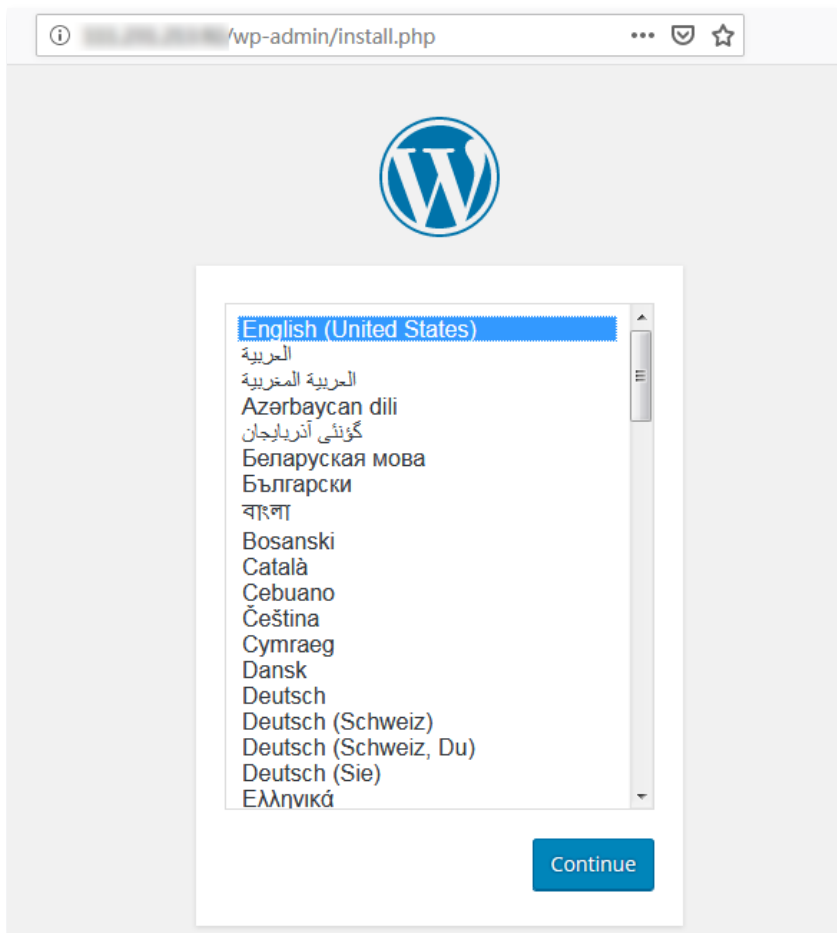 /wp-admin/install.php
English (United States)
العربية
العربية المغربية
Azərbaycan dili
گؤنئی آذربایجان
Беларуская мова
Български
বাংলা
Bosanski
Català
Cebuano
Čeština
Cymraeg
Dansk
Deutsch
Deutsch (Schweiz)
Deutsch (Schweiz, Du)
Deutsch (Sie)
Ελληνικά
Continue